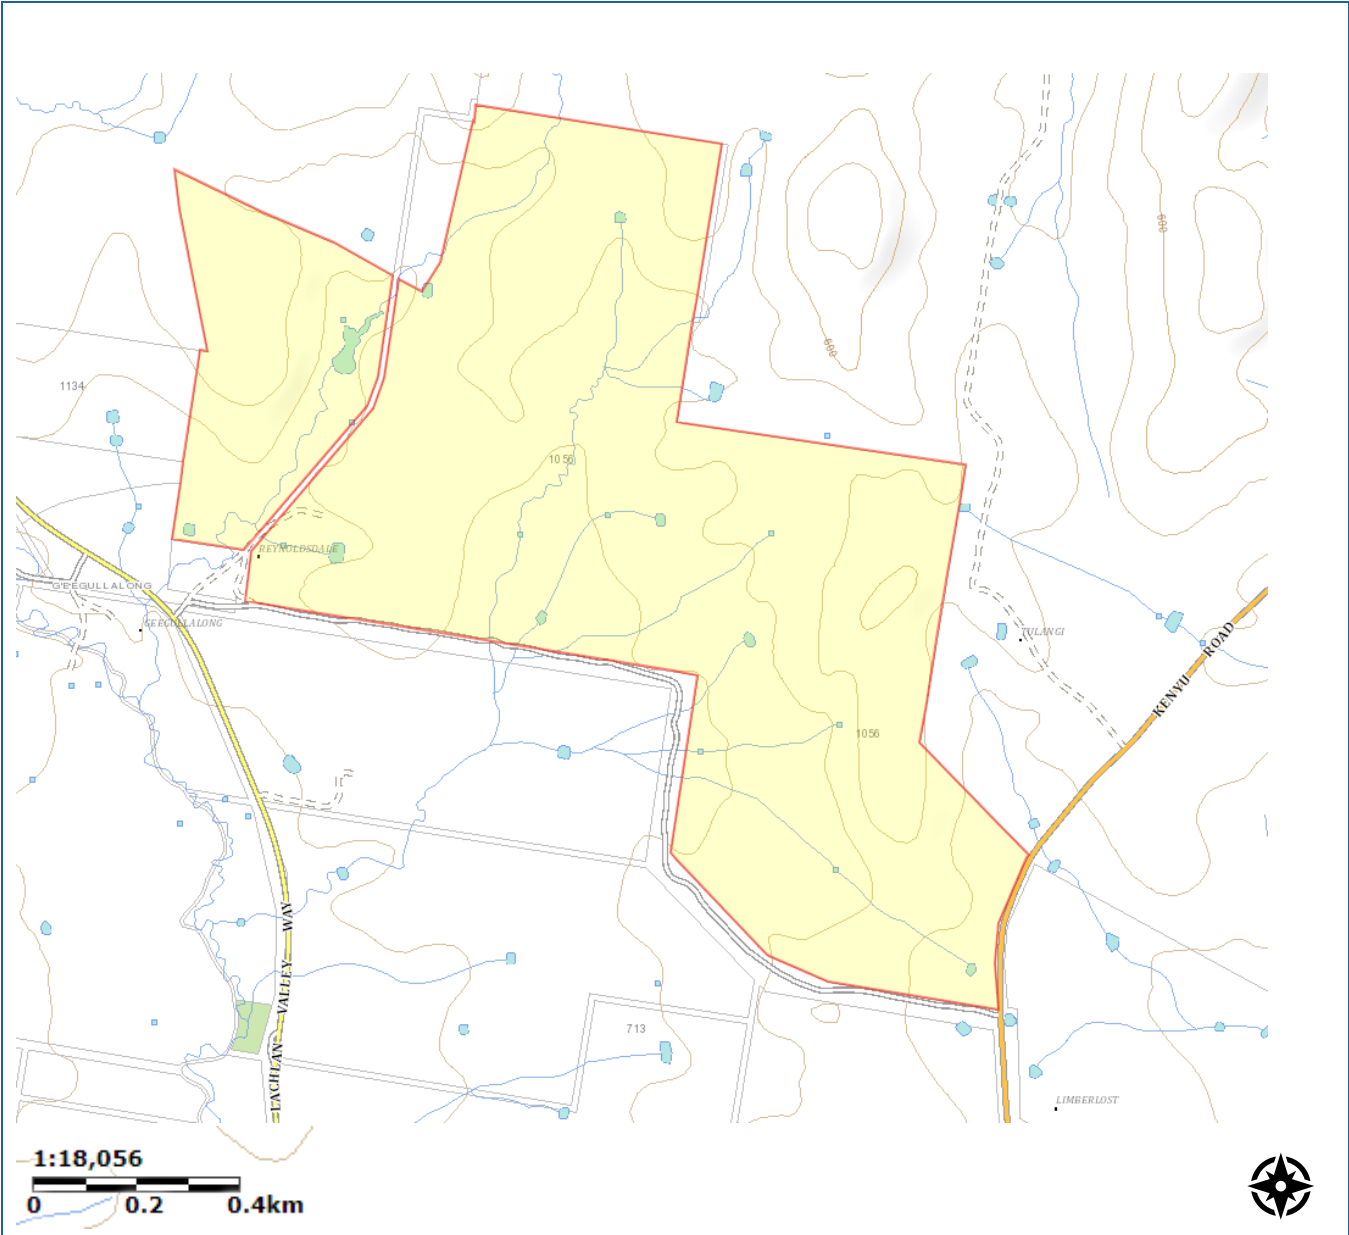 600
600
1134
1056
REYNOLDSDALE
GEEGULLALONG
GEEGULLALONG
TULANGI
KENYU ROAD
1056
LACHLAN VALLEY WAY
713
LIMBERLOST
1:18,056
0 0.2 0.4km